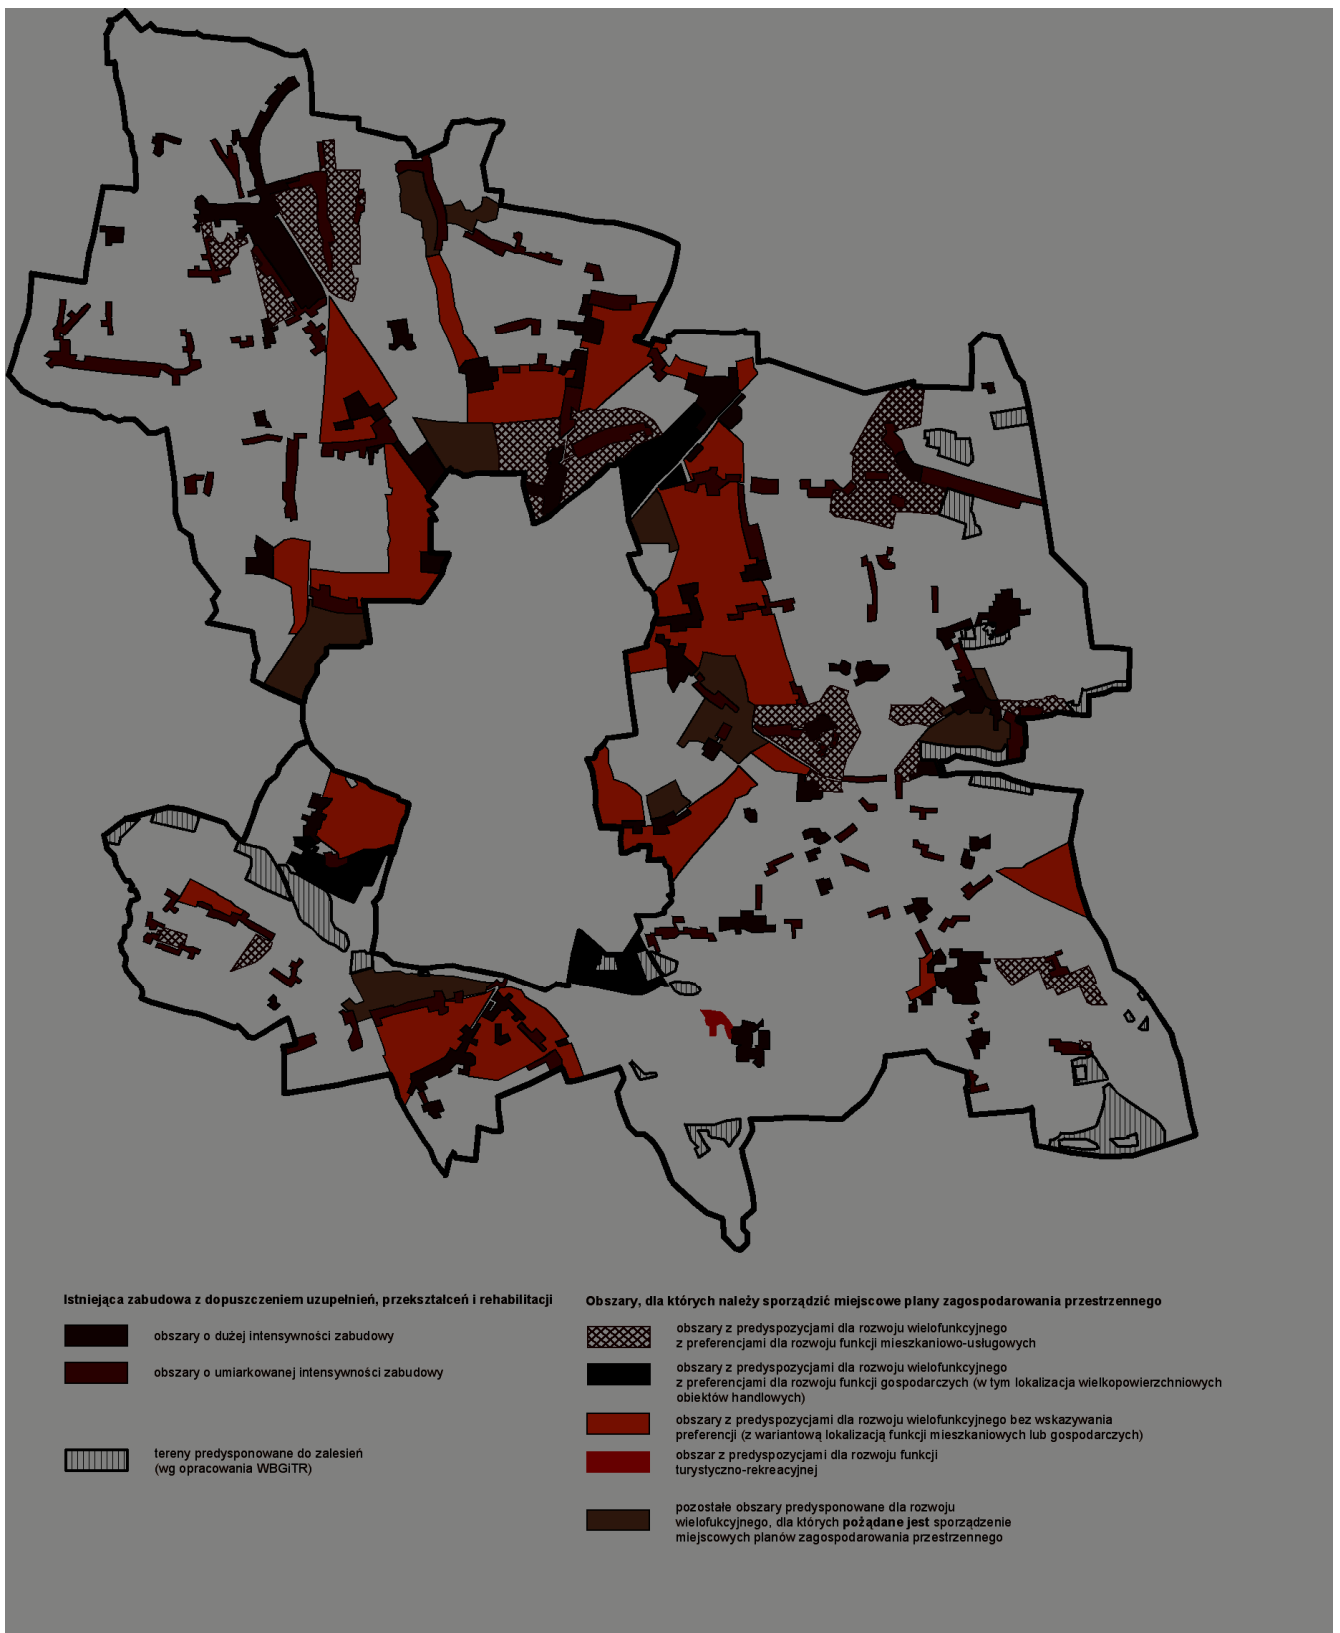 Istniejąca zabudowa z dopuszczeniem uzupełnień, przekształceń i rehabilitacji
obszary o dużej intensywności zabudowy
obszary o umiarkowanej intensywności zabudowy
tereny predysponowane do zalesień
(wg opracowania WBGiTR)
Obszary, dla których należy sporządzić miejscowe plany zagospodarowania przestrzennego
obszary z predyspozycjami dla rozwoju wielofunkcyjnego
z preferencjami dla rozwoju funkcji mieszkaniowo-usługowych
obszary z predyspozycjami dla rozwoju wielofunkcyjnego
z preferencjami dla rozwoju funkcji gospodarczych (w tym lokalizacja wielkopowierzchniowych
obiektów handlowych)
obszary z predyspozycjami dla rozwoju wielofunkcyjnego bez wskazywania
preferencji (z wariantową lokalizacją funkcji mieszkaniowych lub gospodarczych)
obszar z predyspozycjami dla rozwoju funkcji
turystyczno-rekreacyjnej
pozostałe obszary predysponowane dla rozwoju
wielofukcyjnego, dla których pożądane jest sporządzenie
miejscowych planów zagospodarowania przestrzennego